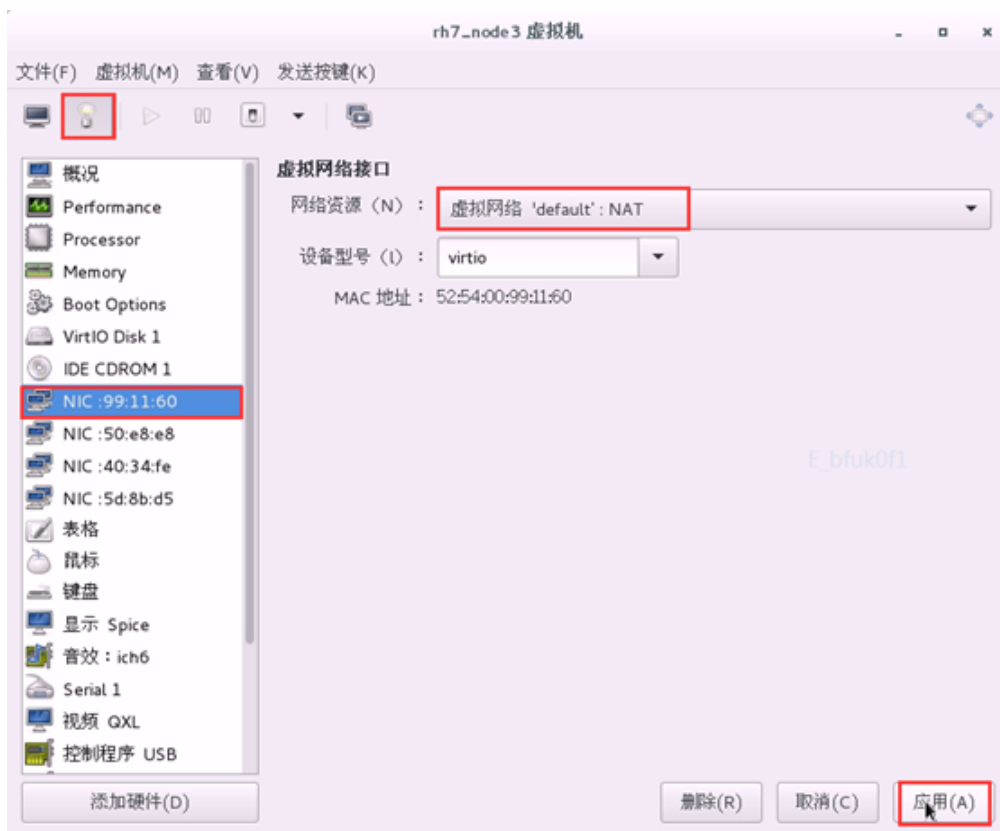 rh7_node3 虚拟机
文件(F) 虚拟机(M) 查看(V) 发送按键(K)
概况
Performance
Processor
Memory
Boot Options
VirtIO Disk 1
IDE CDROM 1
NIC :99:11:60
NIC :50:e8:e8
NIC :40:34:fe
NIC :5d:8b:d5
表格
鼠标
键盘
显示 Spice
音效：ich6
Serial 1
视频 QXL
控制程序 USB
添加硬件(D)
虚拟网络接口
网络资源（N）： 虚拟网络 'default' : NAT
设备型号（l）： virtio
MAC 地址： 52:54:00:99:11:60
E_bfuk0f1
删除(R) 取消(C) 应用(A)